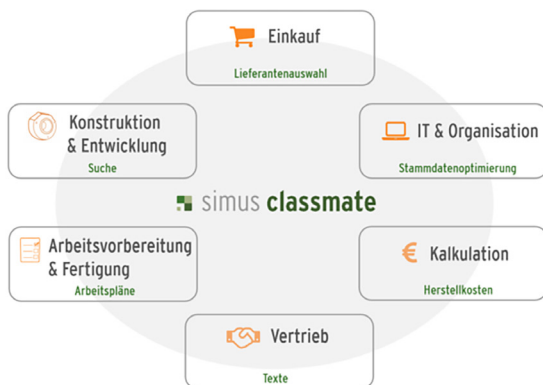 Einkauf
Lieferantenauswahl
Konstruktion
& Entwicklung
Suche
IT & Organisation
Stammdatenoptimierung
simus classmate
Arbeitsvorbereitung
& Fertigung
Arbeitspläne
€ Kalkulation
Herstellkosten
Vertrieb
Texte